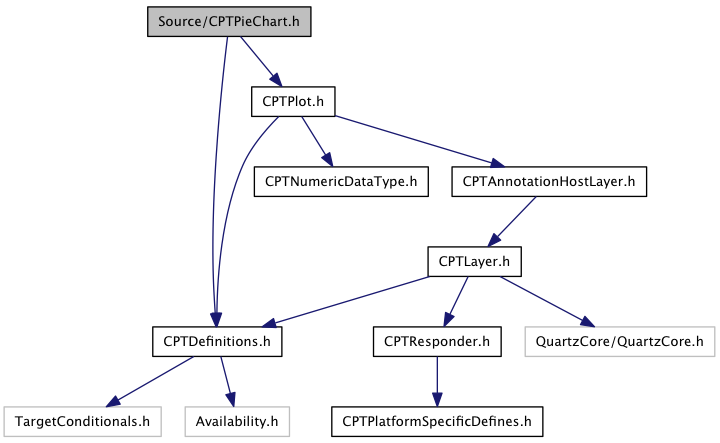 Source/CPTPieChart.h
CPTPlot.h
CPTNumericDataType.h
CPTAnnotationHostLayer.h
CPTLayer.h
CPTDefinitions.h
CPTResponder.h
QuartzCore/QuartzCore.h
TargetConditionals.h
Availability.h
CPTPlatformSpecificDefines.h